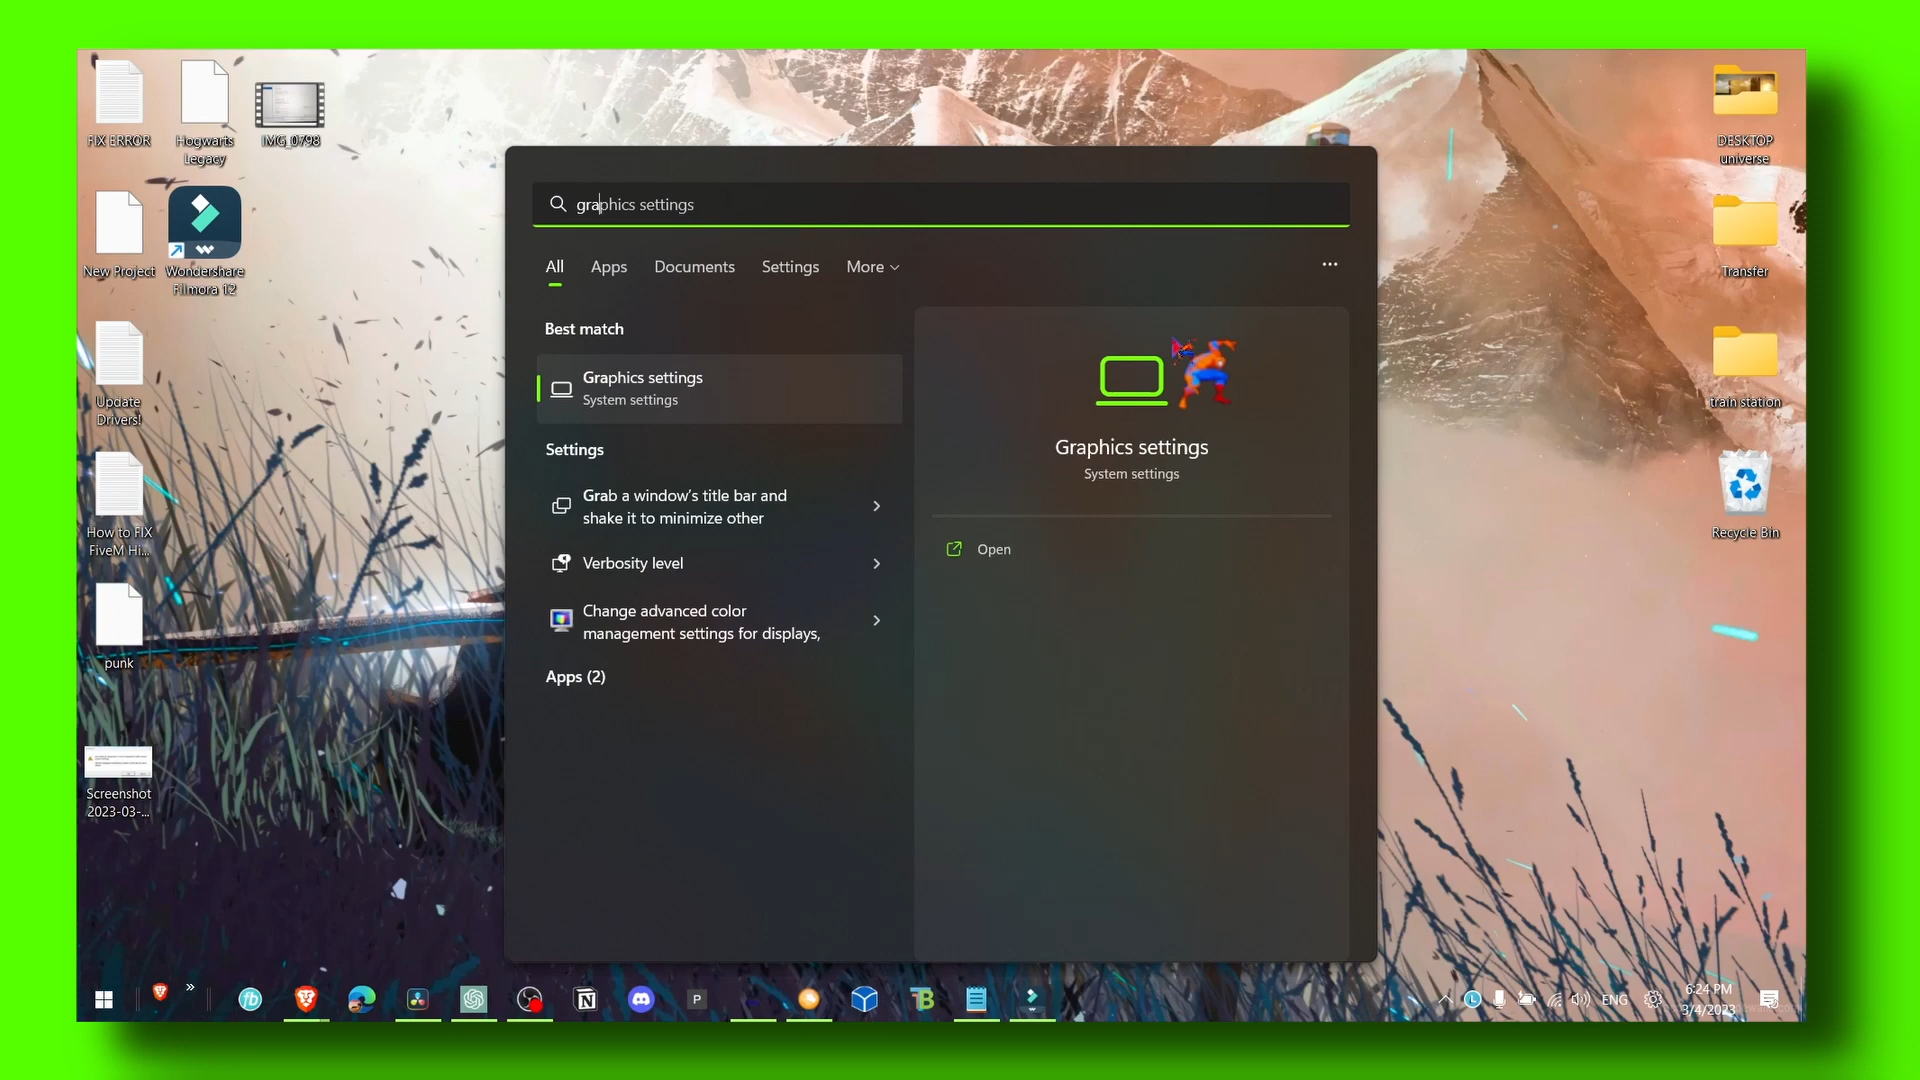 FIX ERROR
Hogwarts
Legacy
IMG_0798
New Project
Wondershare
Filmora 12
Update
Drivers!
How to FIX
FiveM Hi...
punk
Screenshot
2023-03-...
graphics settings
All
Apps
Documents
Settings
More
Best match
Graphics settings
System settings
Settings
Grab a window's title bar and
shake it to minimize other
Verbosity level
Change advanced color
management settings for displays,
Apps (2)
Graphics settings
System settings
Open
DESKTOP
universe
Transfer
train station
Recycle Bin
fb
N
P
TB
L
ENG
6:24 PM
3/4/2023